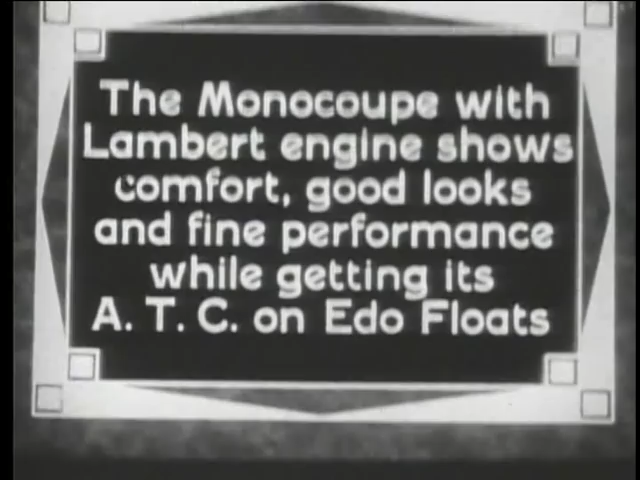 The Monocoupe with
Lambert engine shows
comfort, good looks
and fine performance
while getting its
A. T. C. on Edo Floats